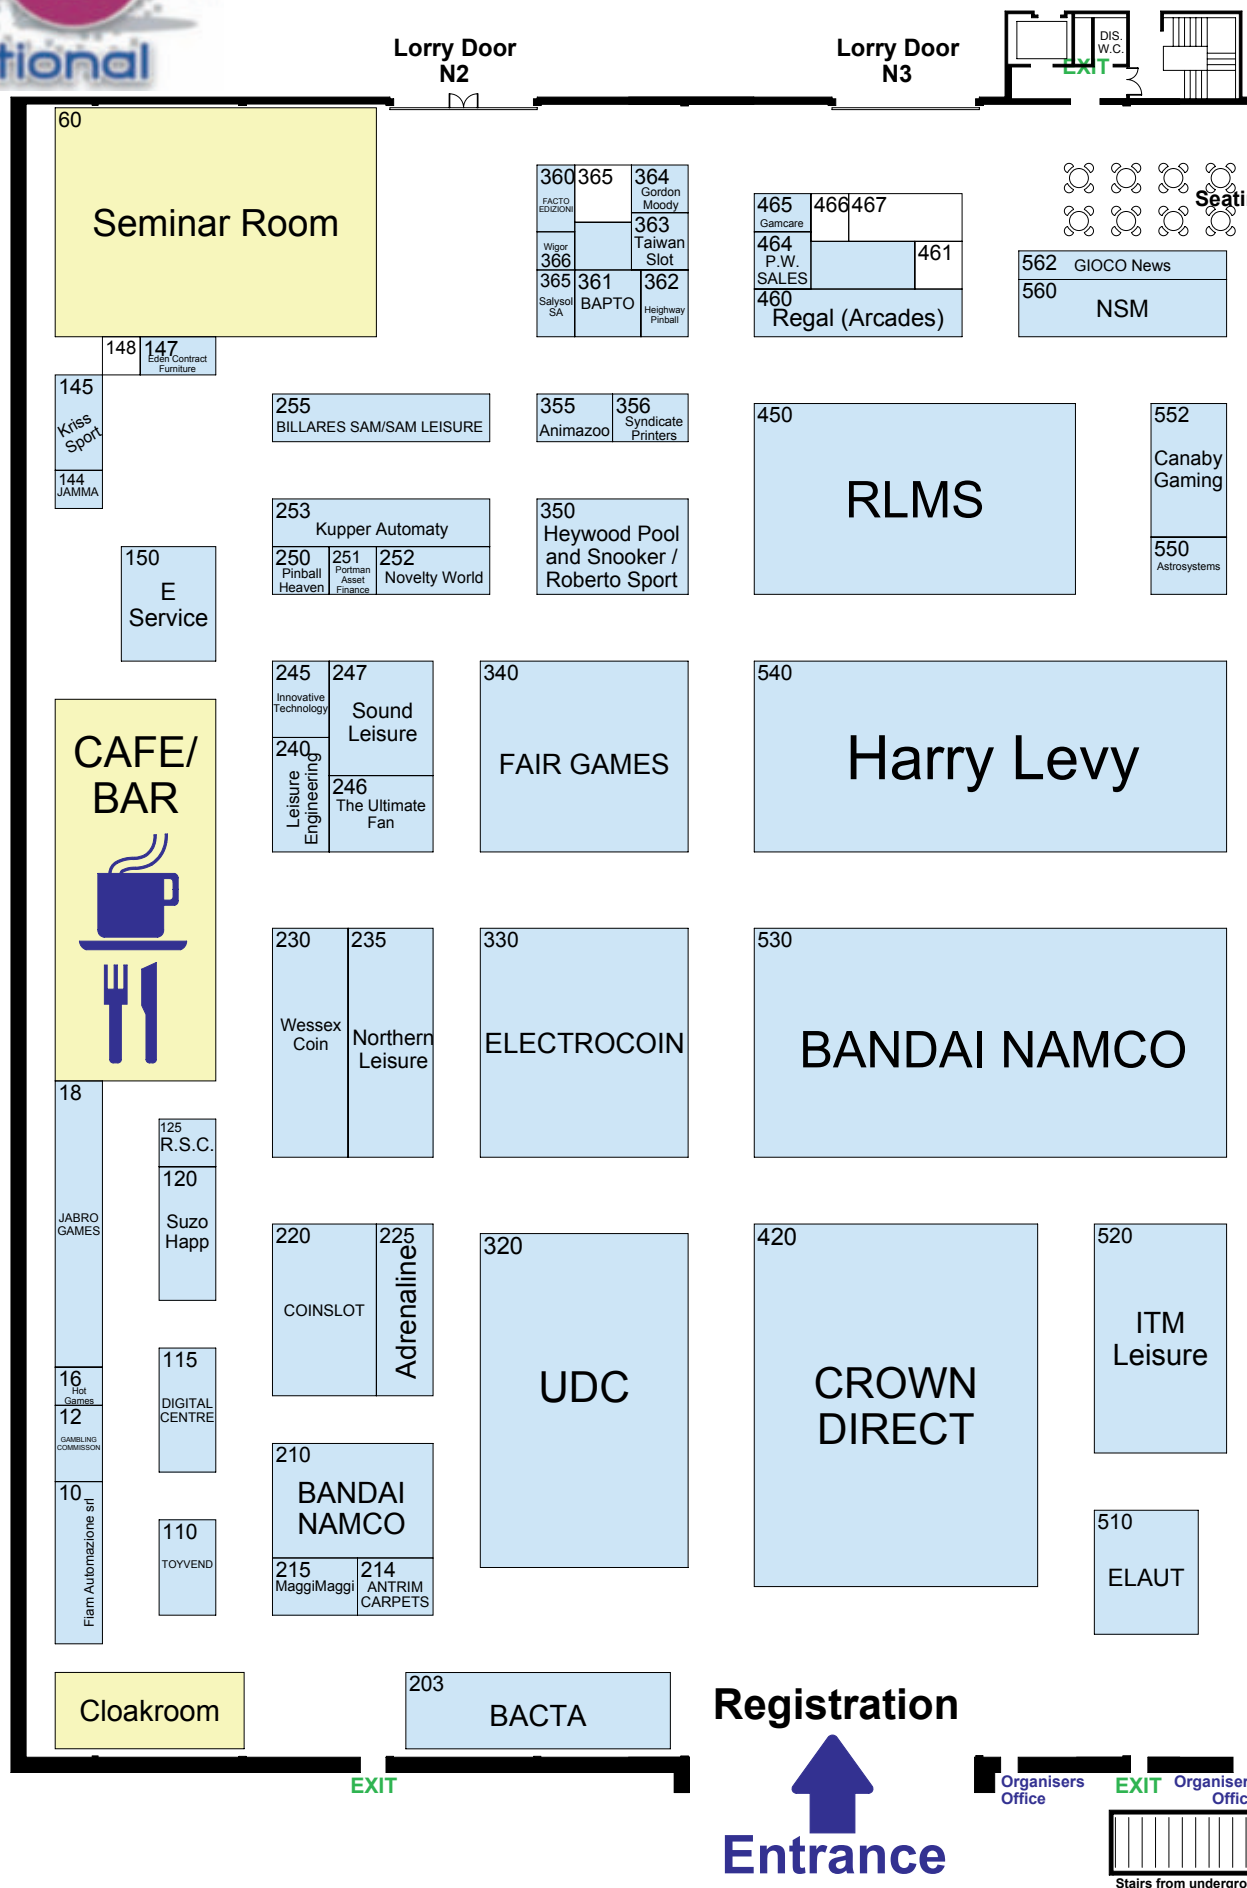 tional
Lorry Door
N2
Lorry Door
N3
DIS.
W.C.
EXIT
60
Seminar Room
360
FACTO
EDIZIONI
365
364
Gordon
Moody
363
Taiwan
Slot
Wigor
366
365
Salysol
SA
361
BAPTO
362
Heighway
Pinball
465
Gamcare
466
467
464
P.W.
SALES
461
460
Regal (Arcades)
562 GIOCO News
560
NSM
148
147
Eden Contract
Furniture
145
Kriss
Sport
144
JAMMA
255
BILLARES SAM/SAM LEISURE
355
Animazoo
356
Syndicate
Printers
450
RLMS
552
Canaby
Gaming
550
Astrosystems
253
Kupper Automaty
250
Pinball
Heaven
251
Portman
Asset
Finance
252
Novelty World
350
Heywood Pool
and Snooker /
Roberto Sport
150
E
Service
245
Innovative
Technology
247
Sound
Leisure
240
Leisure
Engineering
246
The Ultimate
Fan
340
FAIR GAMES
540
Harry Levy
CAFE/
BAR
230
Wessex
Coin
235
Northern
Leisure
330
ELECTROCOIN
530
BANDAI NAMCO
18
JABRO
GAMES
125
R.S.C.
120
Suzo
Happ
220
COINSLOT
225
Adrenaline
320
UDC
420
CROWN
DIRECT
520
ITM
Leisure
16
Hot
Games
12
GAMBLING
COMMISSON
10
Fiam Automazione srl
115
DIGITAL
CENTRE
110
TOYVEND
210
BANDAI
NAMCO
215
MaggiMaggi
214
ANTRIM
CARPETS
510
ELAUT
Cloakroom
203
BACTA
Registration
EXIT
Entrance
Organisers
Office
EXIT